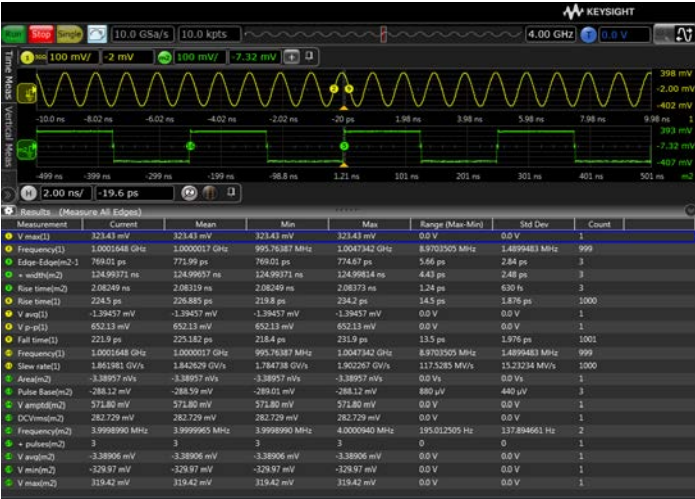 KEYSIGHT
Run Stop Single 10.0 GSa/s 10.0 kpts 4.00 GHz T 0.0 V
1 50Ω 100 mV/ -2 mV m2 100 mV/ -7.32 mV +
Time Meas
Vertical Meas
398 mV
-2.00 mV
-402 mV
-10.0 ns -8.02 ns -6.02 ns -4.02 ns -2.02 ns -20 ps 1.98 ns 3.98 ns 5.98 ns 7.98 ns 9.98 ns 1
393 mV
-7.32 mV
-407 mV
-499 ns -399 ns -299 ns -199 ns -98.8 ns 1.21 ns 101 ns 201 ns 301 ns 401 ns 501 ns m2
H 2.00 ns/ -19.6 ps
Results (Measure All Edges)
Measurement Current Mean Min Max Range (Max-Min) Std Dev Count
V max(1) 323.43 mV 323.43 mV 323.43 mV 323.43 mV 0.0 V 0.0 V 1
Frequency(1) 1.0001648 GHz 1.0000017 GHz 995.76387 MHz 1.0047342 GHz 8.9703505 MHz 1.4899483 MHz 999
Edge-Edge(m2-1 769.01 ps 771.99 ps 769.01 ps 774.67 ps 5.66 ps 2.84 ps 3
+ width(m2) 124.99371 ns 124.99657 ns 124.99371 ns 124.99814 ns 4.43 ps 2.48 ps 3
Rise time(m2) 2.08249 ns 2.08319 ns 2.08249 ns 2.08373 ns 1.24 ps 630 fs 3
Rise time(1) 224.5 ps 226.885 ps 219.8 ps 234.2 ps 14.5 ps 1.876 ps 1000
V avg(1) -1.39457 mV -1.39457 mV -1.39457 mV -1.39457 mV 0.0 V 0.0 V 1
V p-p(1) 652.13 mV 652.13 mV 652.13 mV 652.13 mV 0.0 V 0.0 V 1
Fall time(1) 221.9 ps 225.182 ps 218.4 ps 231.9 ps 13.5 ps 1.976 ps 1001
Frequency(1) 1.0001648 GHz 1.0000017 GHz 995.76387 MHz 1.0047342 GHz 8.9703505 MHz 1.4899483 MHz 999
Slew rate(1) 1.861981 GV/s 1.842629 GV/s 1.784738 GV/s 1.902267 GV/s 117.5285 MV/s 15.23234 MV/s 1000
Area(m2) -3.38957 nVs -3.38957 nVs -3.38957 nVs -3.38957 nVs 0.0 Vs 0.0 Vs 1
Pulse Base(m2) -288.12 mV -288.59 mV -289.01 mV -288.12 mV 880 µV 440 µV 3
V amptd(m2) 571.80 mV 571.80 mV 571.80 mV 571.80 mV 0.0 V 0.0 V 1
DCVrms(m2) 282.729 mV 282.729 mV 282.729 mV 282.729 mV 0.0 V 0.0 V 1
Frequency(m2) 3.9998990 MHz 3.9999965 MHz 3.9998990 MHz 4.0000940 MHz 195.012505 Hz 137.894661 Hz 2
+ pulses(m2) 3 3 3 3 0 0 1
V avg(m2) -3.38906 mV -3.38906 mV -3.38906 mV -3.38906 mV 0.0 V 0.0 V 1
V min(m2) -329.97 mV -329.97 mV -329.97 mV -329.97 mV 0.0 V 0.0 V 1
V max(m2) 319.42 mV 319.42 mV 319.42 mV 319.42 mV 0.0 V 0.0 V 1